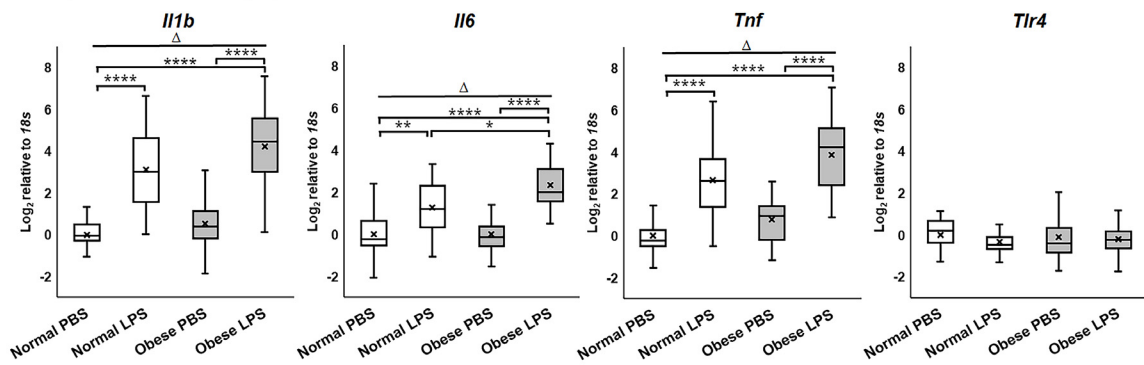 Il1b
Δ
****
****
****
8
6
4
2
0
-2
Log2 relative to 18s
Normal PBS
Normal LPS
Obese PBS
Obese LPS
Il6
Δ
****
****
**
*
8
6
4
2
0
-2
Log2 relative to 18s
Normal PBS
Normal LPS
Obese PBS
Obese LPS
Tnf
Δ
****
****
****
8
6
4
2
0
-2
Log2 relative to 18s
Normal PBS
Normal LPS
Obese PBS
Obese LPS
Tlr4
8
6
4
2
0
-2
Log2 relative to 18s
Normal PBS
Normal LPS
Obese PBS
Obese LPS